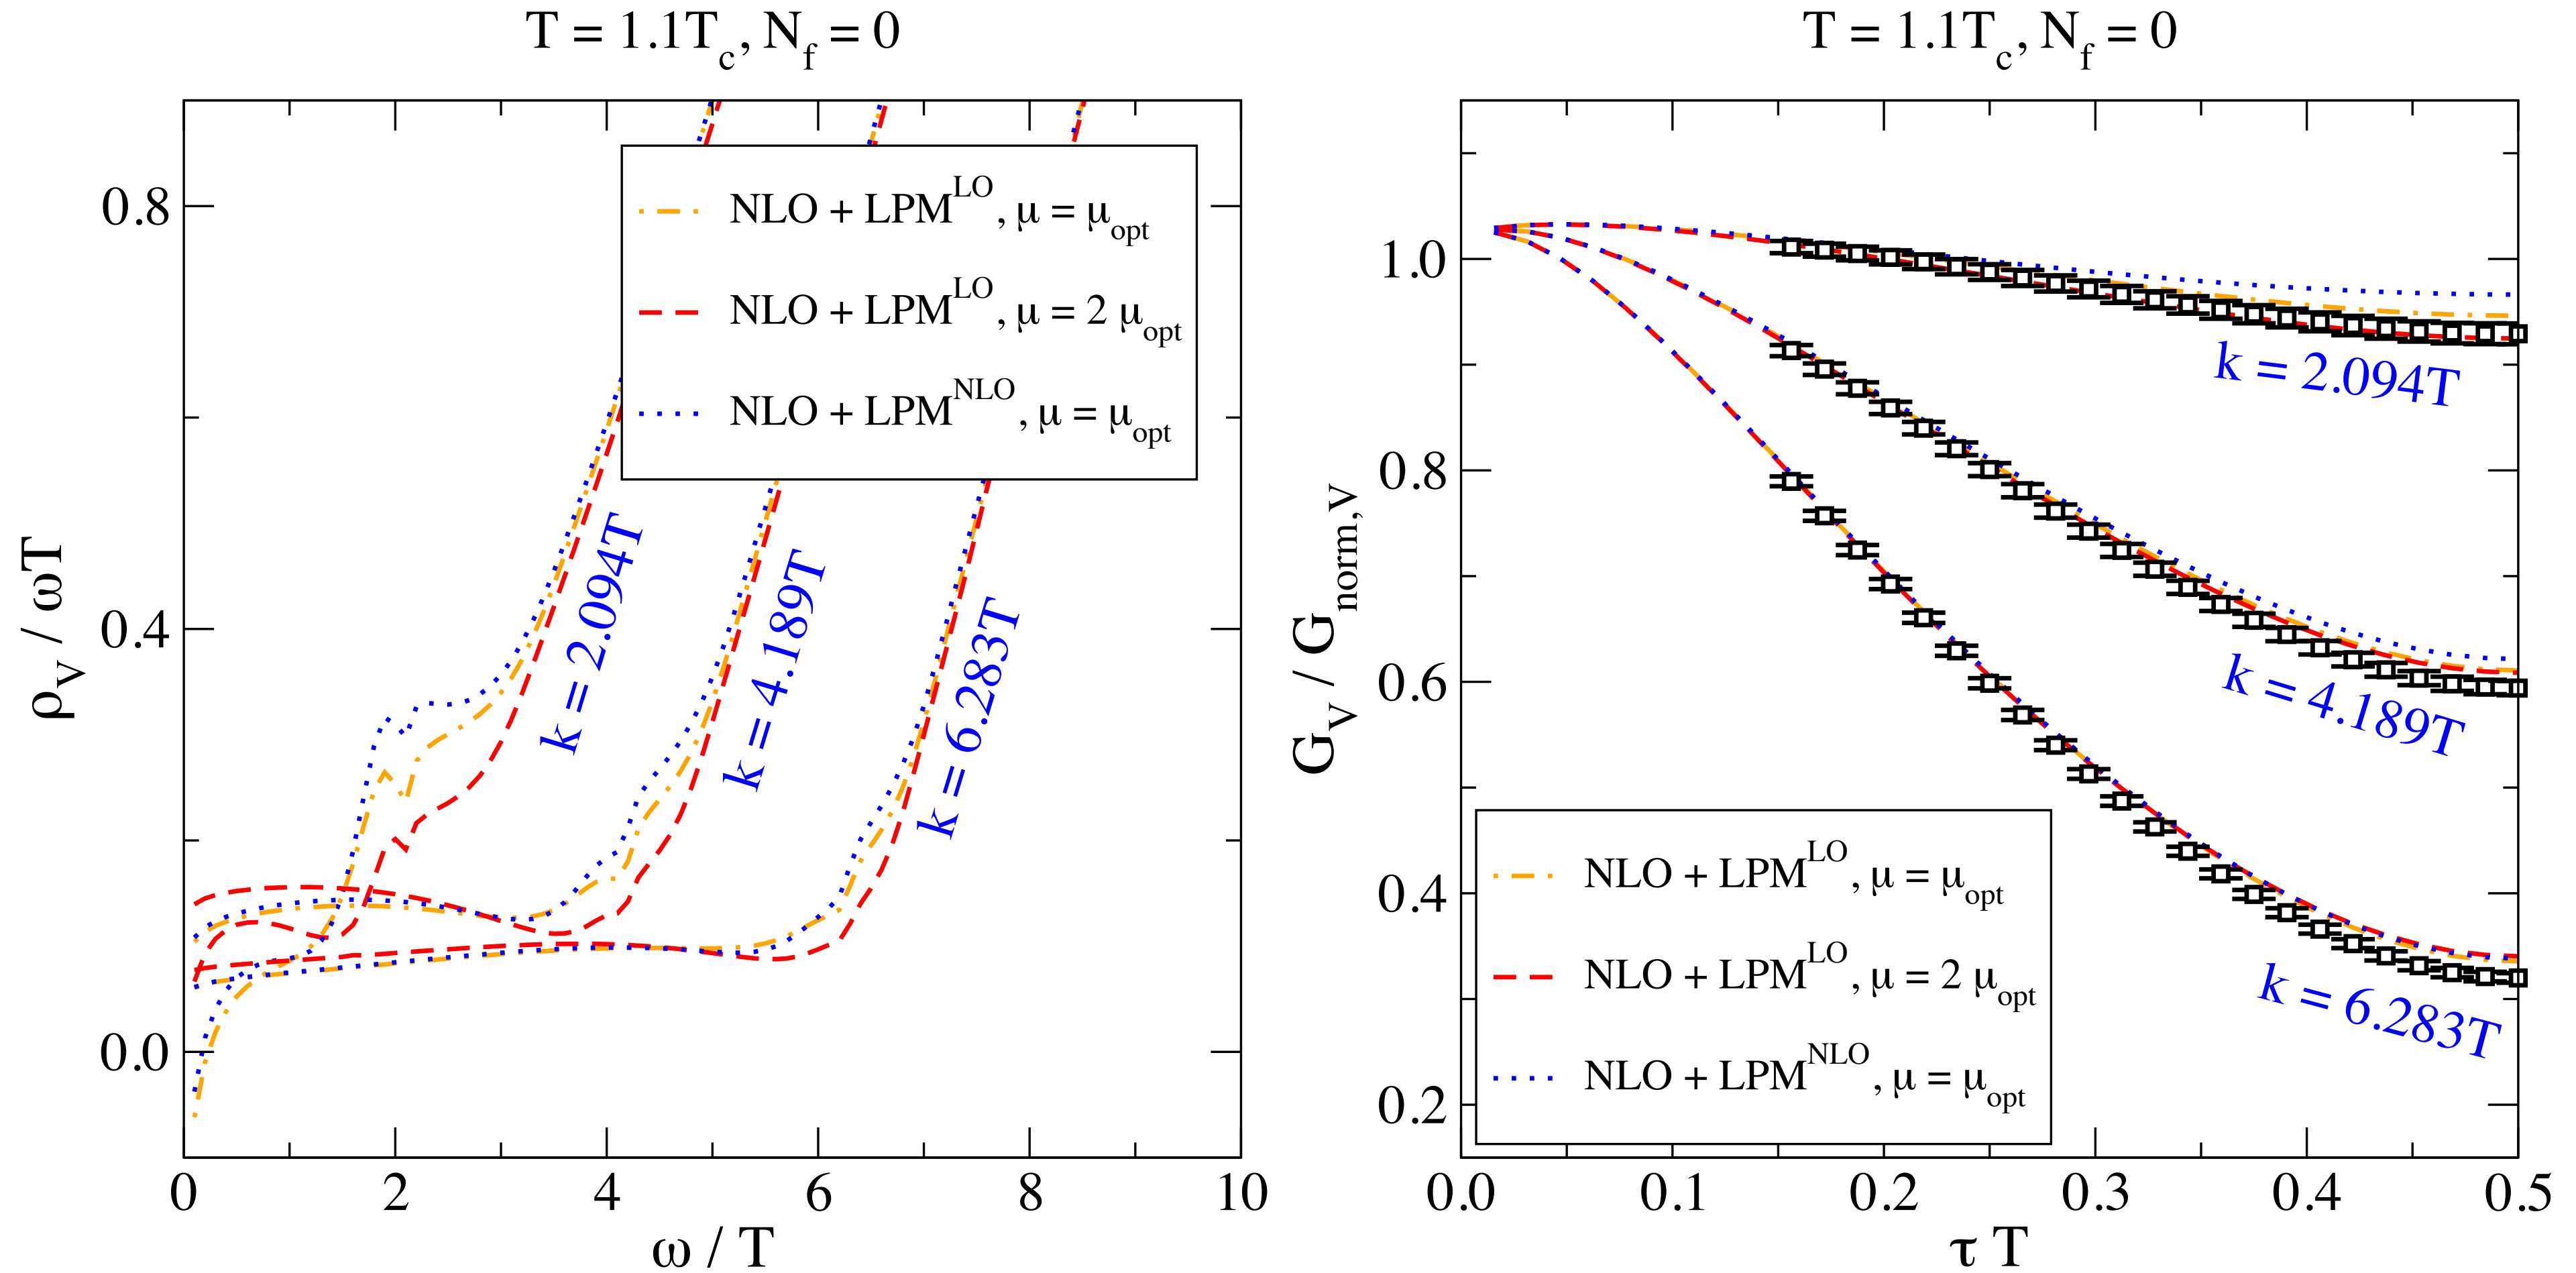 T = 1.1T_c, N_f = 0
ρ_V / ωT
0.8
0.4
0.0
NLO + LPM^LO, μ = μ_opt
NLO + LPM^LO, μ = 2 μ_opt
NLO + LPM^NLO, μ = μ_opt
k = 2.094T
k = 4.189T
k = 6.283T
0 2 4 6 8 10
ω / T
T = 1.1T_c, N_f = 0
G_V / G_norm,V
1.0
0.8
0.6
0.4
0.2
k = 2.094T
k = 4.189T
k = 6.283T
NLO + LPM^LO, μ = μ_opt
NLO + LPM^LO, μ = 2 μ_opt
NLO + LPM^NLO, μ = μ_opt
0.0 0.1 0.2 0.3 0.4 0.5
τ T